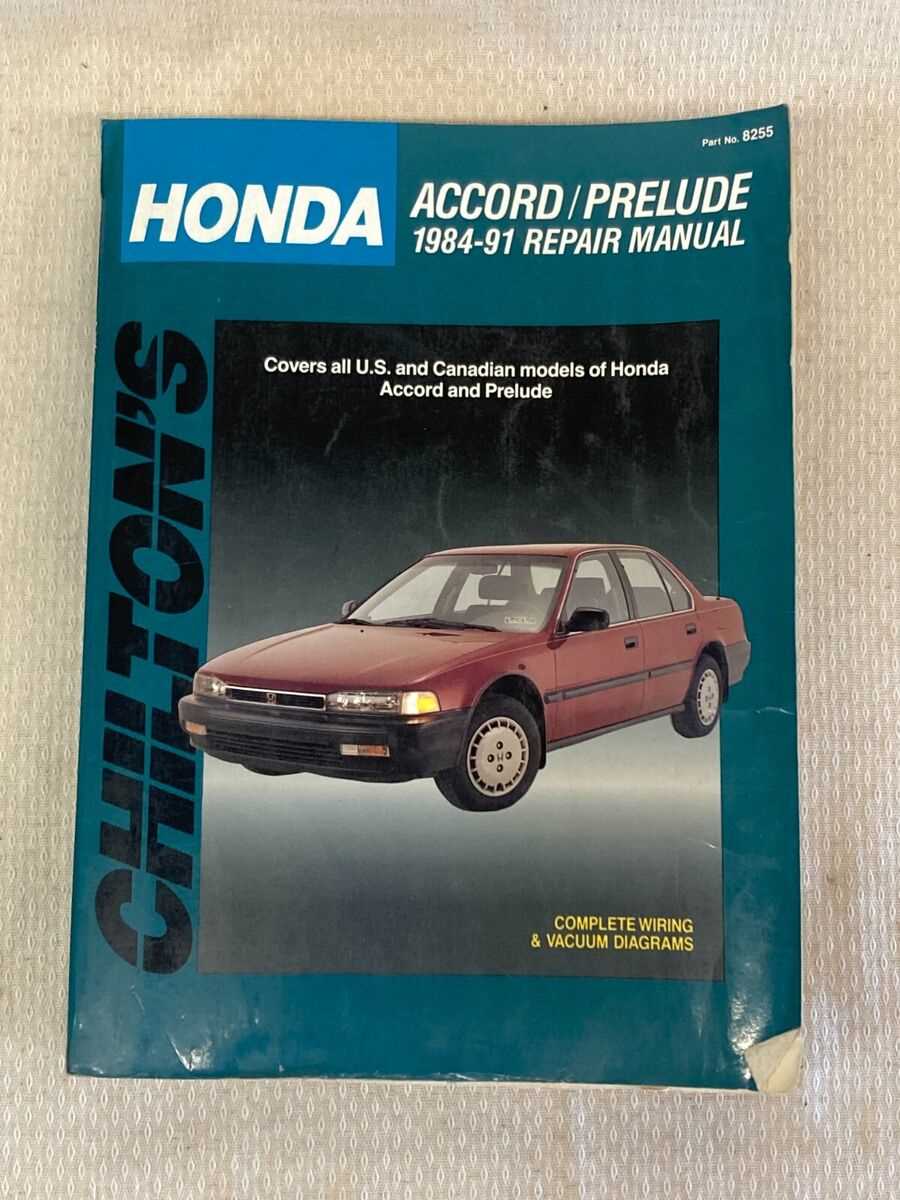 Part No. 8255
HONDA
ACCORD/PRELUDE
1984-91 REPAIR MANUAL
CHILTON'S
Covers all U.S. and Canadian models of Honda
Accord and Prelude
COMPLETE WIRING
& VACUUM DIAGRAMS